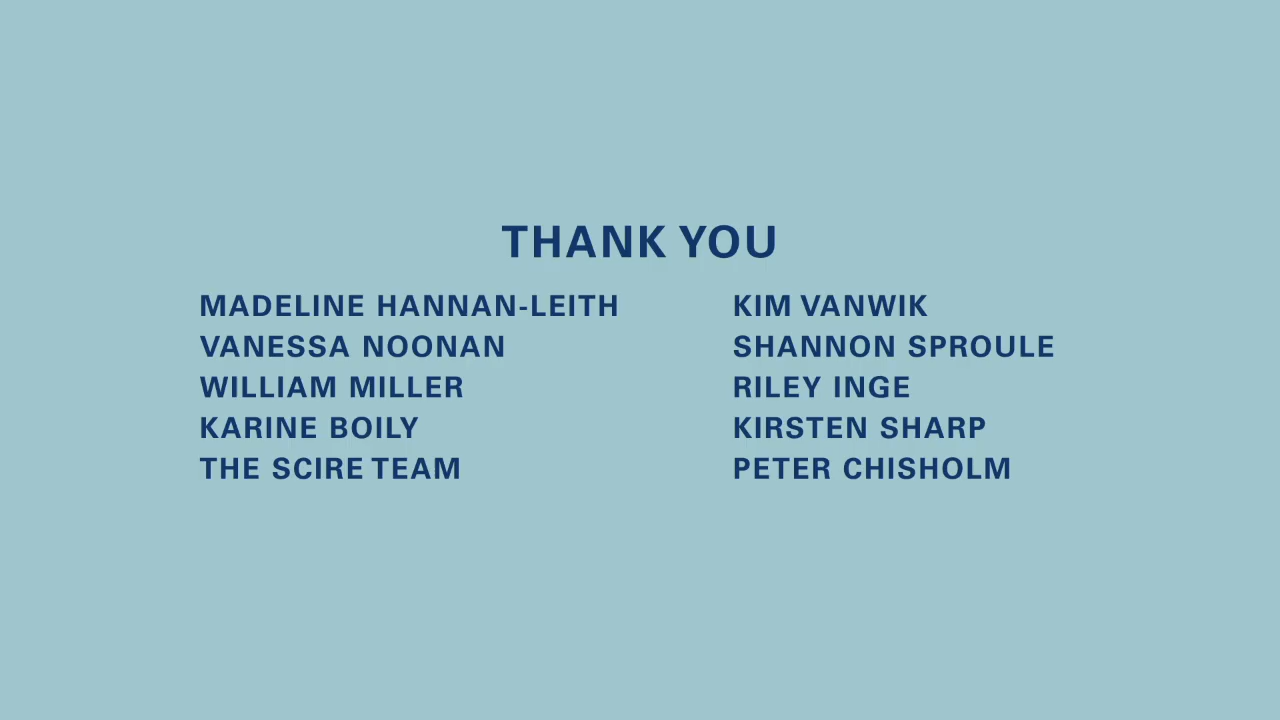 THANK YOU
MADELINE HANNAN-LEITH
VANESSA NOONAN
WILLIAM MILLER
KARINE BOILY
THE SCIRE TEAM
KIM VANWIK
SHANNON SPROULE
RILEY INGE
KIRSTEN SHARP
PETER CHISHOLM